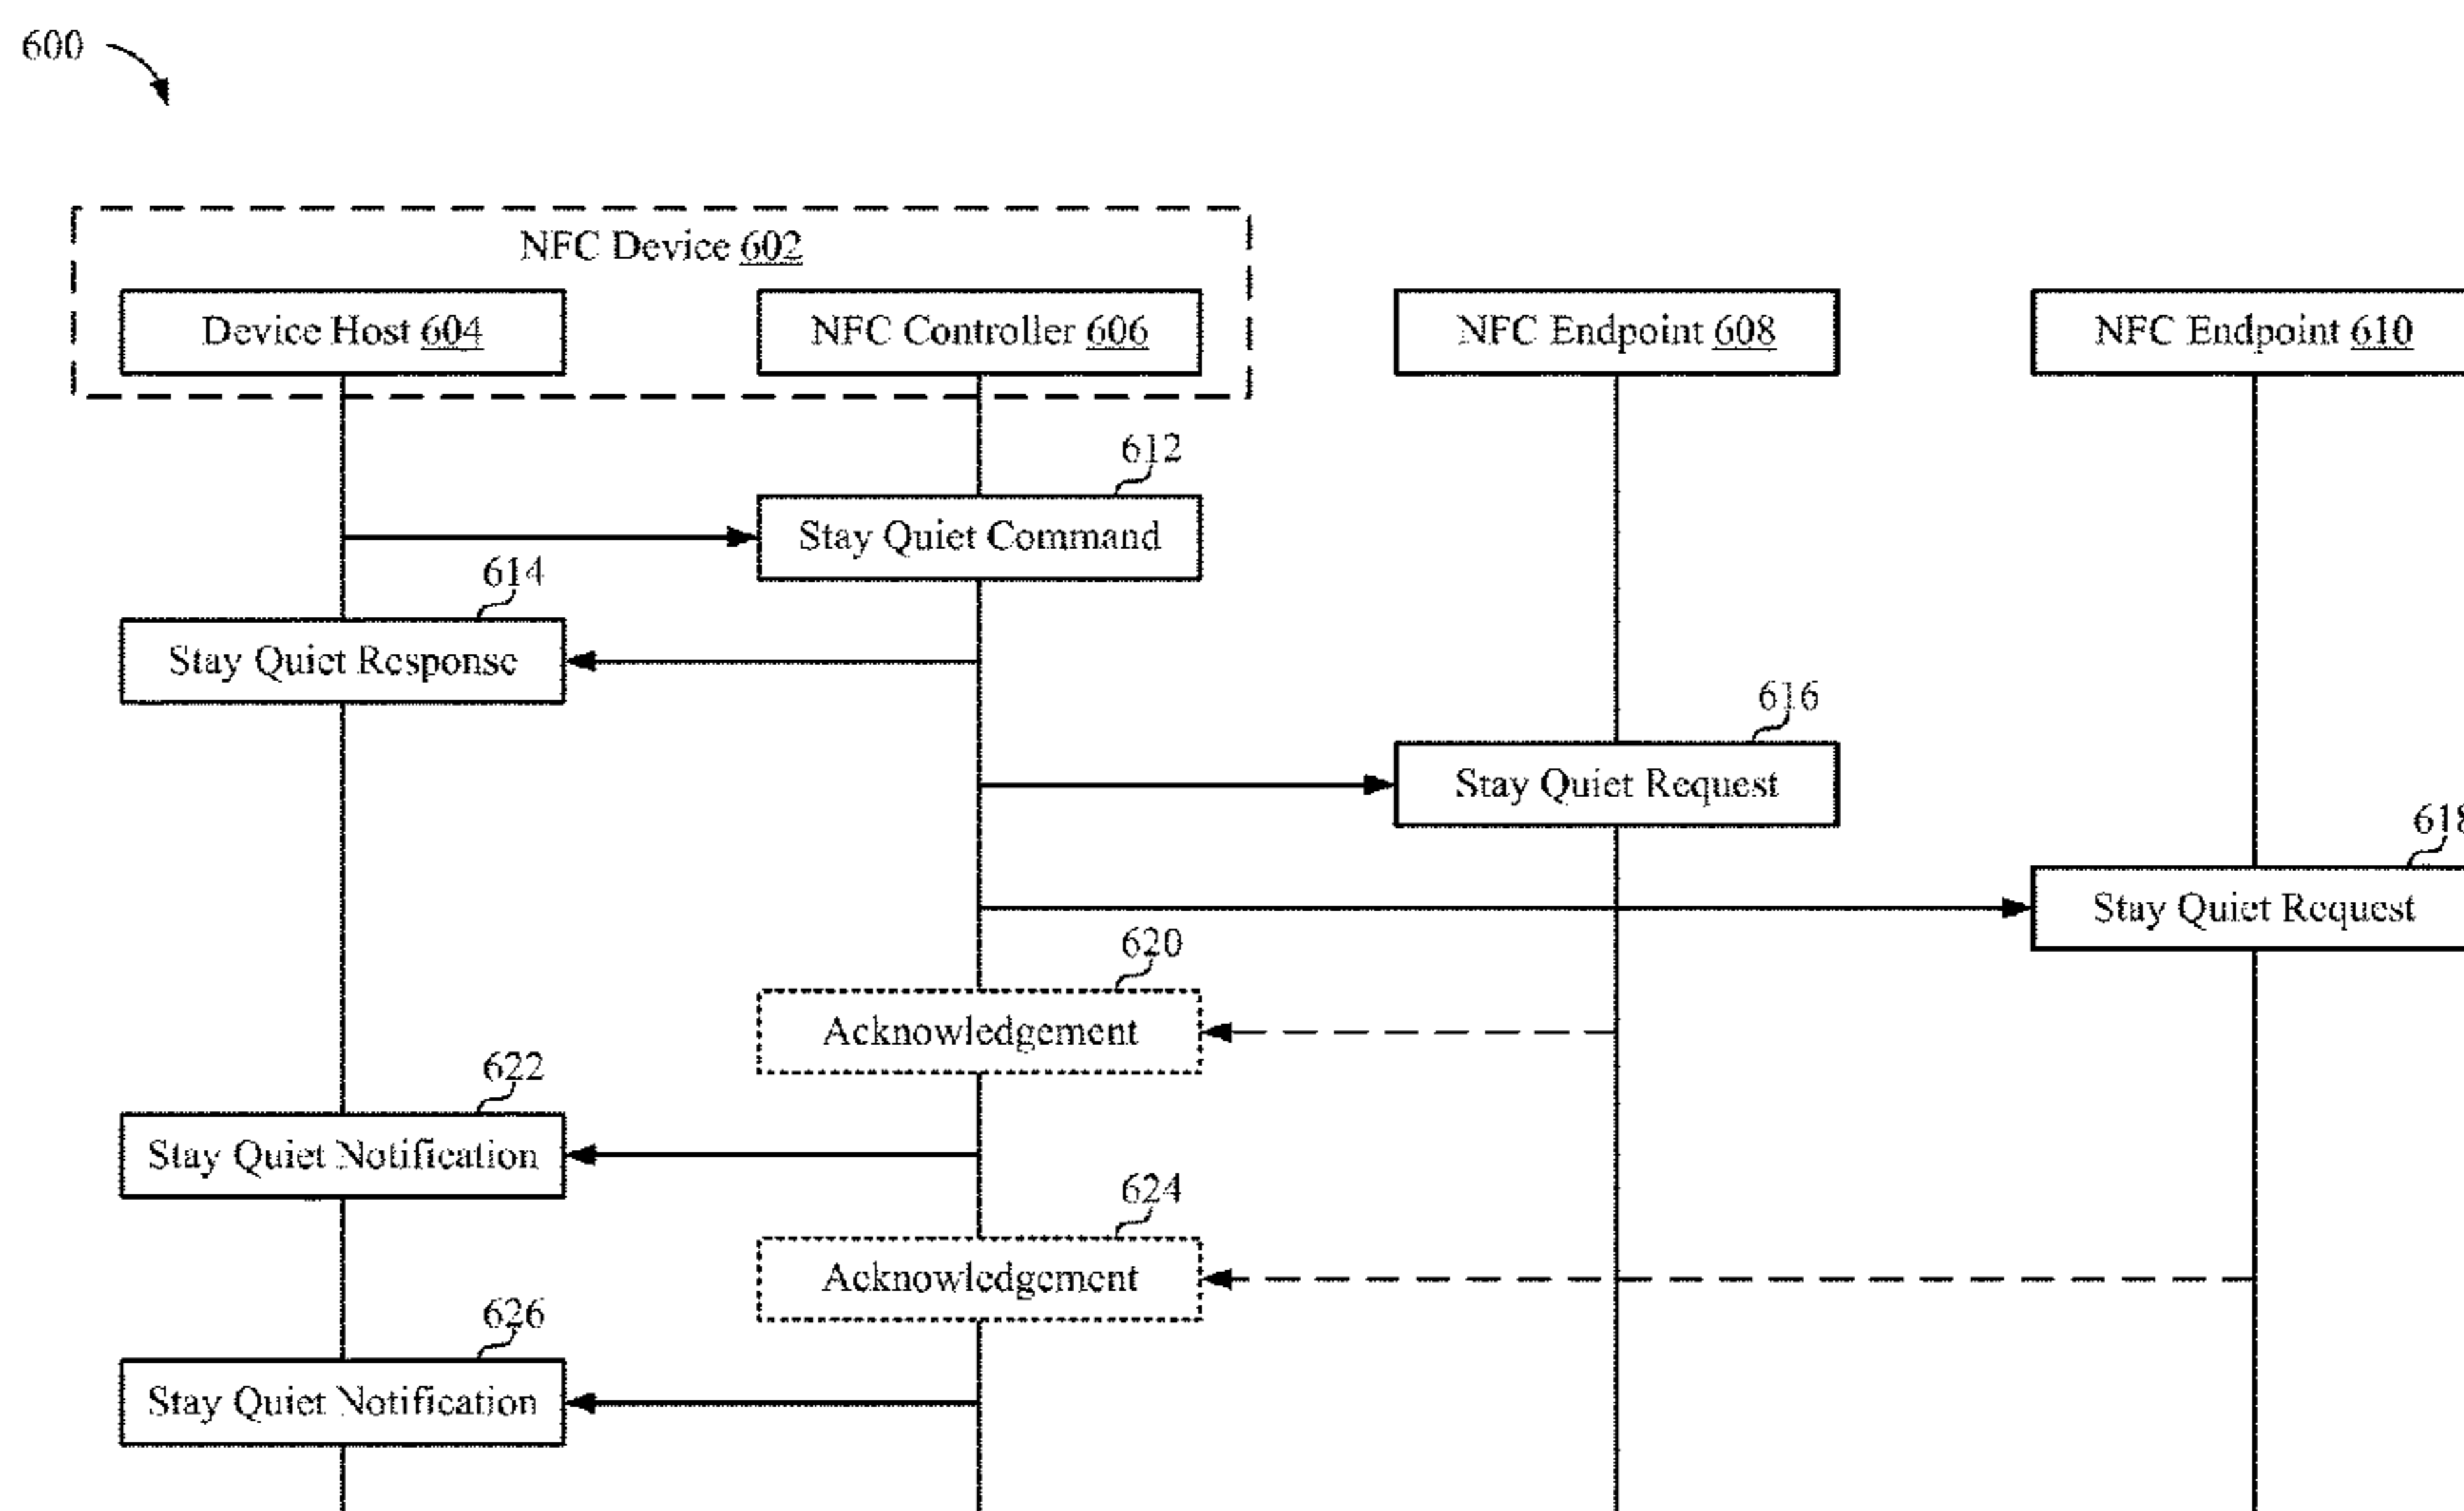 600
NFC Device 602
Device Host 604
NFC Controller 606
NFC Endpoint 608
NFC Endpoint 610
612
Stay Quiet Command
614
Stay Quiet Response
616
Stay Quiet Request
618
Stay Quiet Request
620
Acknowledgement
622
Stay Quiet Notification
624
Acknowledgement
626
Stay Quiet Notification